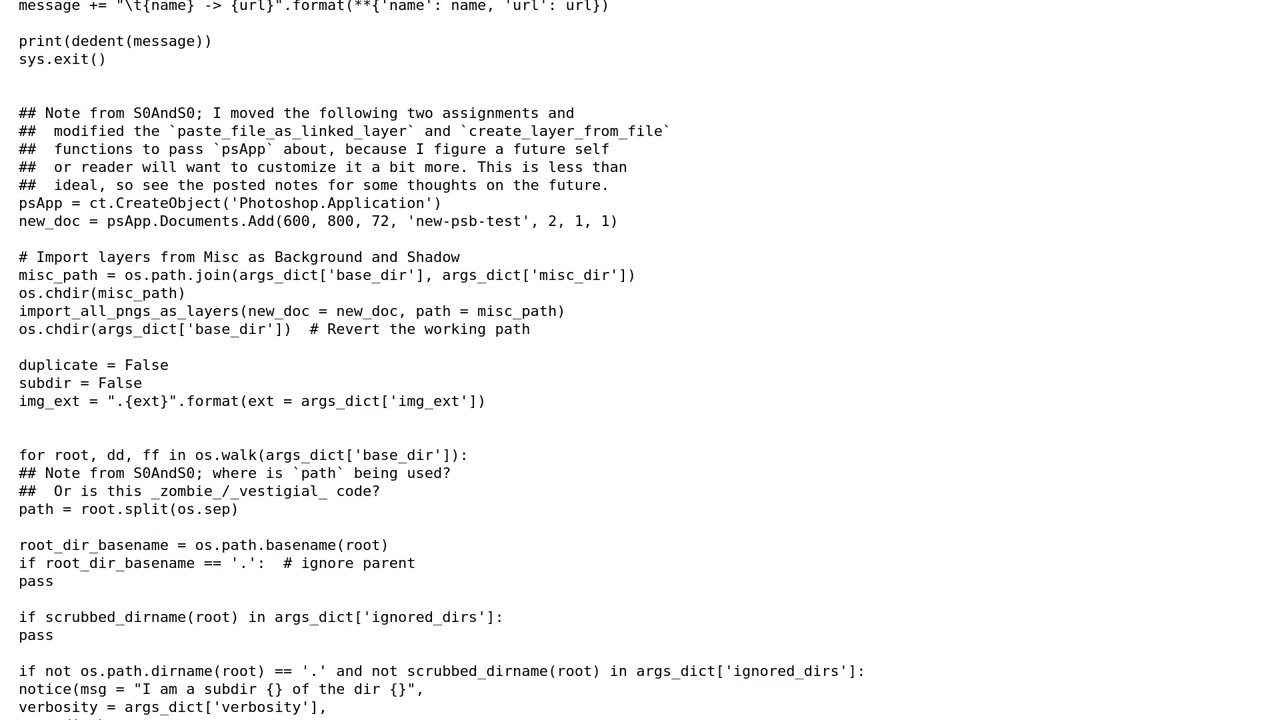 message += "\t{name} -> {url}".format(**{'name': name, 'url': url})
print(dedent(message))
sys.exit()
## Note from S0AndS0; I moved the following two assignments and
##  modified the `paste_file_as_linked_layer` and `create_layer_from_file`
##  functions to pass `psApp` about, because I figure a future self
##  or reader will want to customize it a bit more. This is less than
##  ideal, so see the posted notes for some thoughts on the future.
psApp = ct.CreateObject('Photoshop.Application')
new_doc = psApp.Documents.Add(600, 800, 72, 'new-psb-test', 2, 1, 1)
# Import layers from Misc as Background and Shadow
misc_path = os.path.join(args_dict['base_dir'], args_dict['misc_dir'])
os.chdir(misc_path)
import_all_pngs_as_layers(new_doc = new_doc, path = misc_path)
os.chdir(args_dict['base_dir'])  # Revert the working path
duplicate = False
subdir = False
img_ext = ".{ext}".format(ext = args_dict['img_ext'])
for root, dd, ff in os.walk(args_dict['base_dir']):
## Note from S0AndS0; where is `path` being used?
##  Or is this _zombie_/_vestigial_ code?
path = root.split(os.sep)
root_dir_basename = os.path.basename(root)
if root_dir_basename == '.':  # ignore parent
pass
if scrubbed_dirname(root) in args_dict['ignored_dirs']:
pass
if not os.path.dirname(root) == '.' and not scrubbed_dirname(root) in args_dict['ignored_dirs']:
notice(msg = "I am a subdir {} of the dir {}",
verbosity = args_dict['verbosity'],